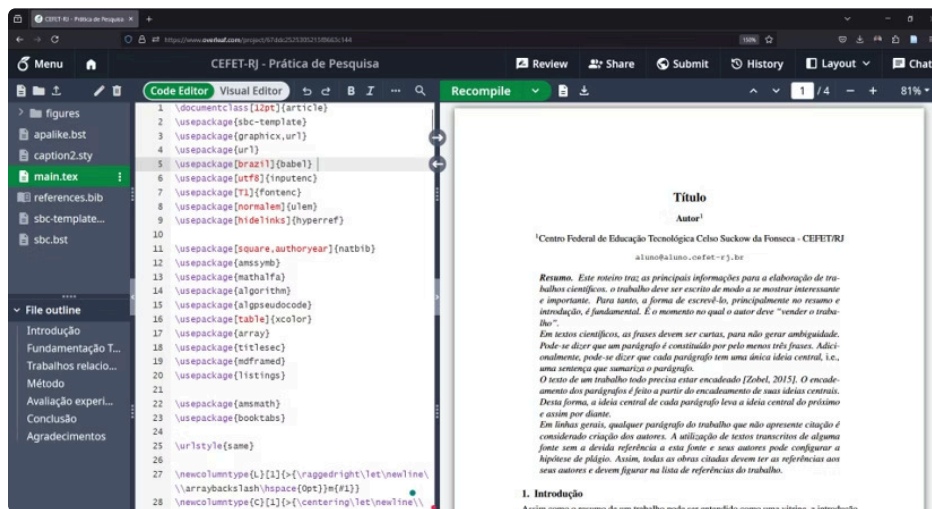 CEFET-RJ - Prática de Pesquisa
https://www.overleaf.com/project/
150%
Menu
CEFET-RJ - Prática de Pesquisa
Review
Share
Submit
History
Layout
Chat
Code Editor
Visual Editor
B I
Recompile
1 / 4
81%
figures
apalike.bst
caption2.sty
main.tex
references.bib
sbc-template...
sbc.bst
File outline
Introdução
Fundamentação T...
Trabalhos relacio...
Método
Avaliação experi...
Conclusão
Agradecimentos
1 \documentclass[12pt]{article}
2 \usepackage{sbc-template}
3 \usepackage{graphicx,url}
4 \usepackage{url}
5 \usepackage[brazil]{babel}
6 \usepackage[utf8]{inputenc}
7 \usepackage[T1]{fontenc}
8 \usepackage[normalem]{ulem}
9 \usepackage[hidelinks]{hyperref}
10
11 \usepackage[square,authoryear]{natbib}
12 \usepackage{amssymb}
13 \usepackage{mathalfa}
14 \usepackage{algorithm}
15 \usepackage{algpseudocode}
16 \usepackage[table]{xcolor}
17 \usepackage{array}
18 \usepackage{titlesec}
19 \usepackage{mdframed}
20 \usepackage{listings}
21
22 \usepackage{amsmath}
23 \usepackage{booktabs}
24
25 \urlstyle{same}
26
27 \newcolumntype{L}[1]{>{\raggedright\let\newline\
\\arraybackslash\hspace{0pt}}m{#1}}
28 \newcolumntype{C}[1]{>{\centering\let\newline\\
Título
Autor¹
¹Centro Federal de Educação Tecnológica Celso Suckow da Fonseca - CEFET/RJ
aluno@aluno.cefet-rj.br
Resumo. Este roteiro traz as principais informações para a elaboração de tra-
balhos científicos. o trabalho deve ser escrito de modo a se mostrar interessante
e importante. Para tanto, a forma de escrevê-lo, principalmente no resumo e
introdução, é fundamental. É o momento no qual o autor deve “vender o traba-
lho”.
Em textos científicos, as frases devem ser curtas, para não gerar ambiguidade.
Pode-se dizer que um parágrafo é constituído por pelo menos três frases. Adici-
onalmente, pode-se dizer que cada parágrafo tem uma única ideia central, i.e.,
uma sentença que sumariza o parágrafo.
O texto de um trabalho todo precisa estar encadeado [Zobel, 2015]. O encade-
amento dos parágrafos é feito a partir do encadeamento de suas ideias centrais.
Desta forma, a ideia central de cada parágrafo leva a ideia central do próximo
e assim por diante.
Em linhas gerais, qualquer parágrafo do trabalho que não apresente citação é
considerado criação dos autores. A utilização de textos transcritos de alguma
fonte sem a devida referência a esta fonte e seus autores pode configurar a
hipótese de plágio. Assim, todas as obras citadas devem ter as referências aos
seus autores e devem figurar na lista de referências do trabalho.
1. Introdução